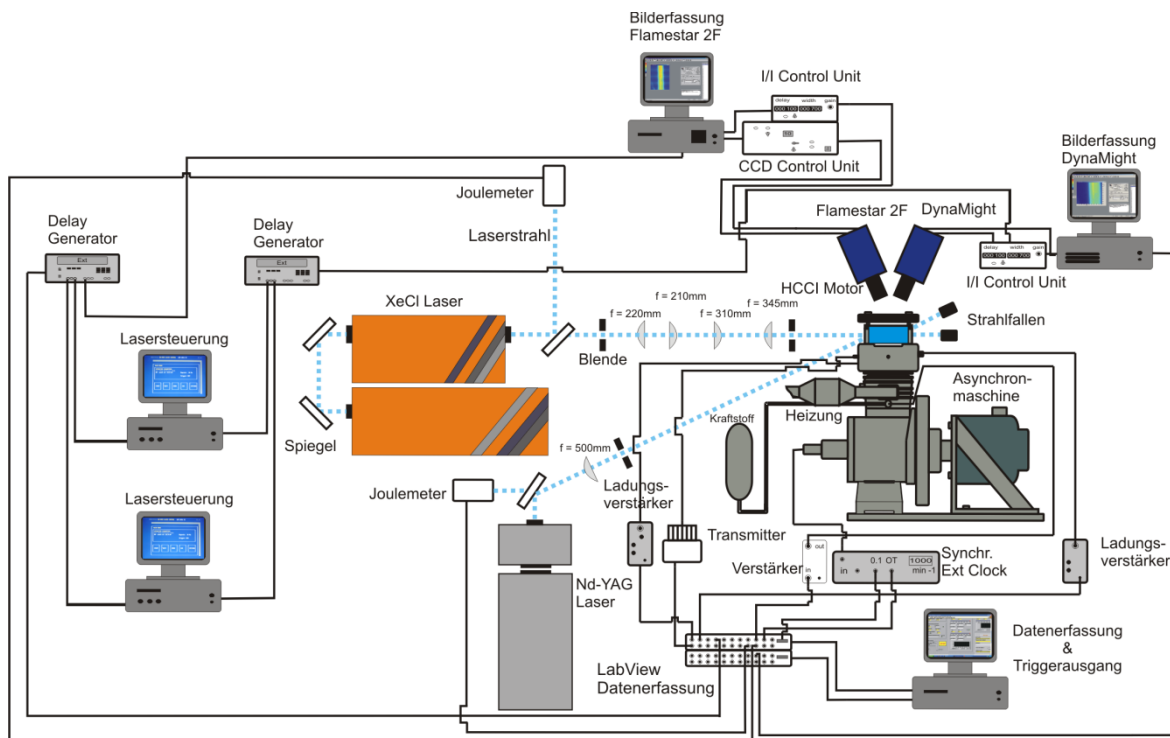 Bilderfassung
Flamestar 2F
I/I Control Unit
delay width gain
000 100 000 700
CCD Control Unit
Bilderfassung
DynaMight
Joulemeter
Flamestar 2F
DynaMight
Delay
Generator
Ext
Delay
Generator
Ext
Laserstrahl
delay width gain
000 100 000 700
I/I Control Unit
HCCI Motor
XeCl Laser
f = 220mm
f = 210mm
f = 310mm
f = 345mm
Strahlfallen
Lasersteuerung
Blende
Asynchron-
maschine
Heizung
Kraftstoff
Spiegel
f = 500mm
Joulemeter
Ladungs-
verstärker
Lasersteuerung
Transmitter
out
in
Verstärker
0.1 OT
1000
in
min -1
Synchr.
Ext Clock
Ladungs-
verstärker
Nd-YAG
Laser
LabView
Datenerfassung
Datenerfassung
&
Triggerausgang